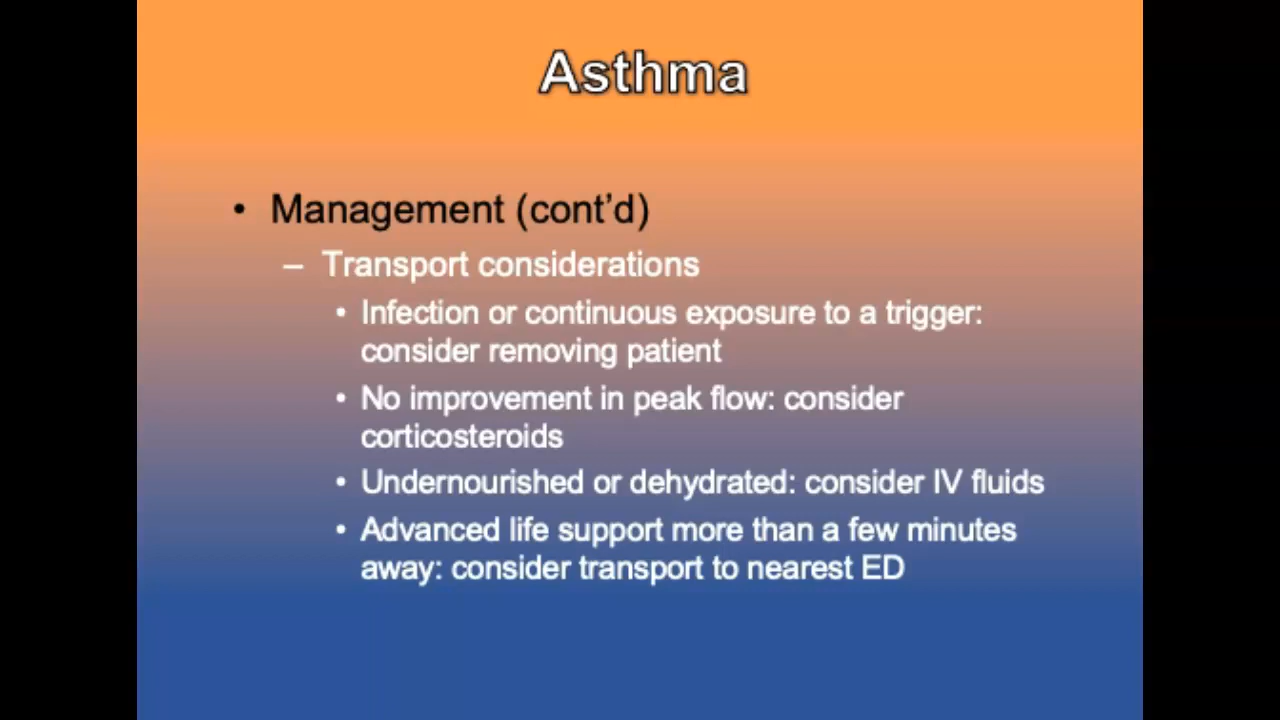 Asthma
• Management (cont’d)
– Transport considerations
• Infection or continuous exposure to a trigger:
consider removing patient
• No improvement in peak flow: consider
corticosteroids
• Undernourished or dehydrated: consider IV fluids
• Advanced life support more than a few minutes
away: consider transport to nearest ED